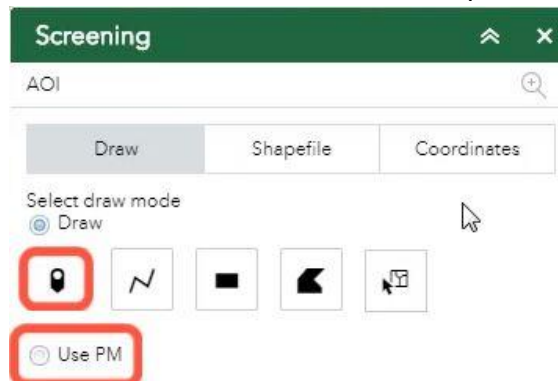 Screening
AOI
Draw Shapefile Coordinates
Select draw mode
Draw
Use PM